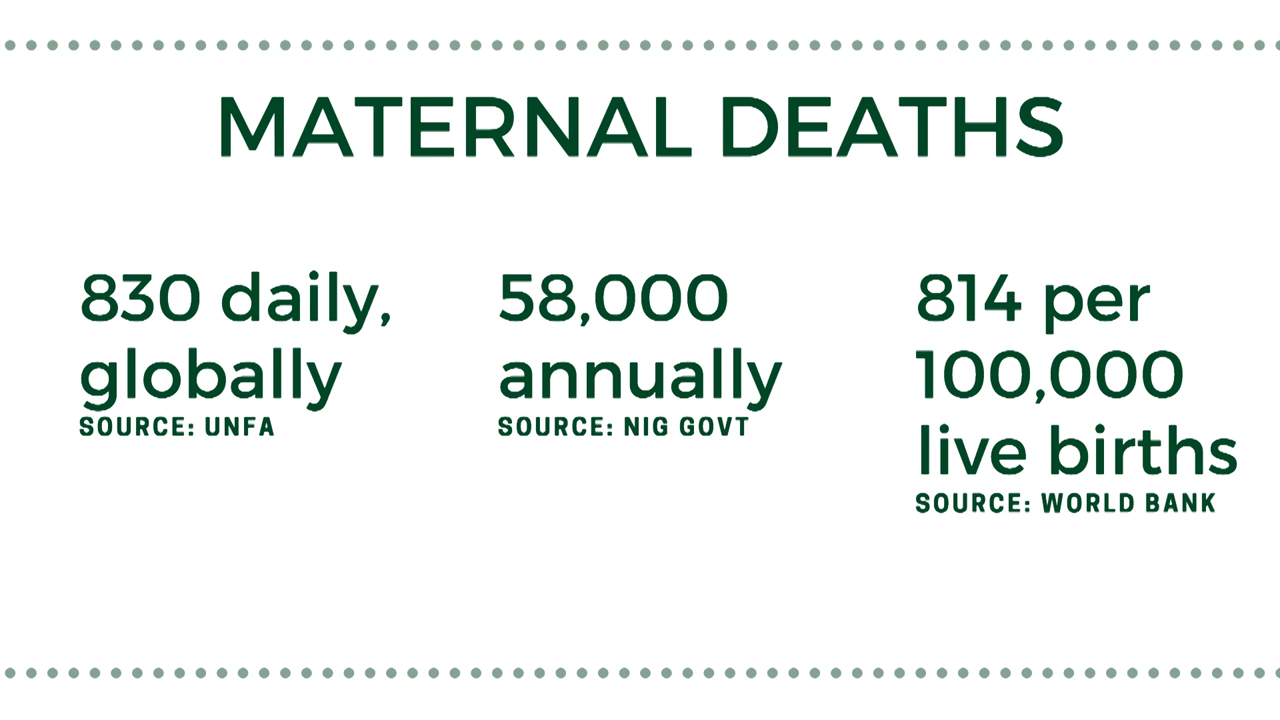 MATERNAL DEATHS
830 daily,
globally
SOURCE: UNFA
58,000
annually
SOURCE: NIG GOVT
814 per
100,000
live births
SOURCE: WORLD BANK